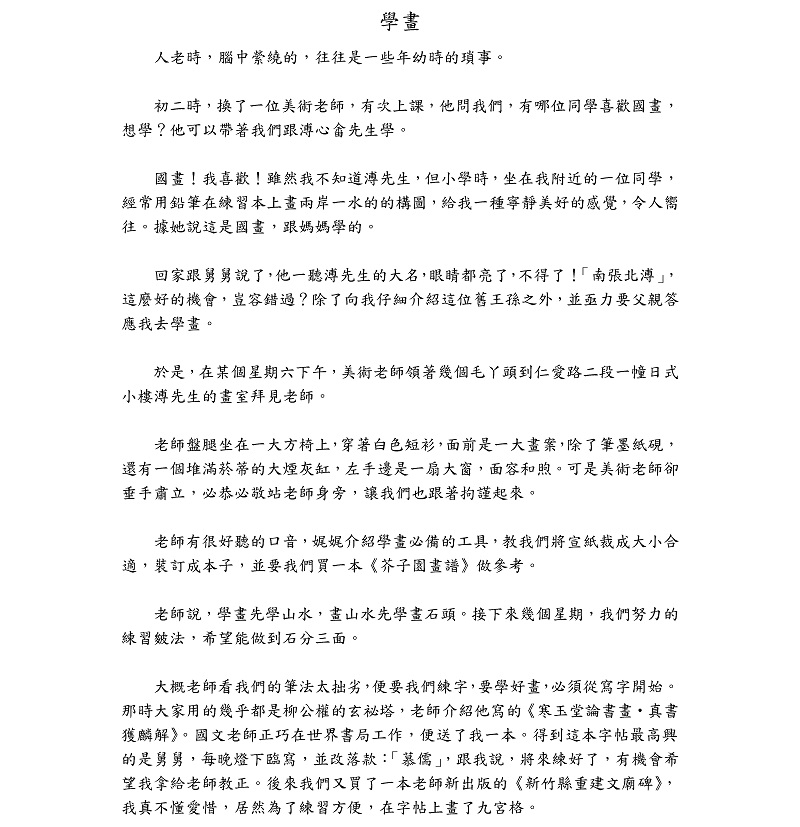 學畫
人老時，腦中縈繞的，往往是一些年幼時的瑣事。
初二時，換了一位美術老師，有次上課，他問我們，有哪位同學喜歡國畫，
想學？他可以帶著我們跟溥心畬先生學。
國畫！我喜歡！雖然我不知道溥先生，但小學時，坐在我附近的一位同學，
經常用鉛筆在練習本上畫兩岸一水的的構圖，給我一種寧靜美好的感覺，令人嚮
往。據她說這是國畫，跟媽媽學的。
回家跟舅舅說了，他一聽溥先生的大名，眼睛都亮了，不得了！「南張北溥」，
這麼好的機會，豈容錯過？除了向我仔細介紹這位舊王孫之外，並亟力要父親答
應我去學畫。
於是，在某個星期六下午，美術老師領著幾個毛丫頭到仁愛路二段一幢日式
小樓溥先生的畫室拜見老師。
老師盤腿坐在一大方椅上，穿著白色短衫，面前是一大畫案，除了筆墨紙硯，
還有一個堆滿菸蒂的大煙灰缸，左手邊是一扇大窗，面容和煦。可是美術老師卻
垂手肅立，必恭必敬站老師身旁，讓我們也跟著拘謹起來。
老師有很好聽的口音，娓娓介紹學畫必備的工具，教我們將宣紙裁成大小合
適，裝訂成本子，並要我們買一本《芥子園畫譜》做參考。
老師說，學畫先學山水，畫山水先學畫石頭。接下來幾個星期，我們努力的
練習皴法，希望能做到石分三面。
大概老師看我們的筆法太拙劣，便要我們練字，要學好畫，必須從寫字開始。
那時大家用的幾乎都是柳公權的玄祕塔，老師介紹他寫的《寒玉堂論書畫‧真書
獲麟解》。國文老師正巧在世界書局工作，便送了我一本。得到這本字帖最高興
的是舅舅，每晚燈下臨寫，並改落款：「慕儒」，跟我說，將來練好了，有機會希
望我拿給老師教正。後來我們又買了一本老師新出版的《新竹縣重建文廟碑》，
我真不懂愛惜，居然為了練習方便，在字帖上畫了九宮格。